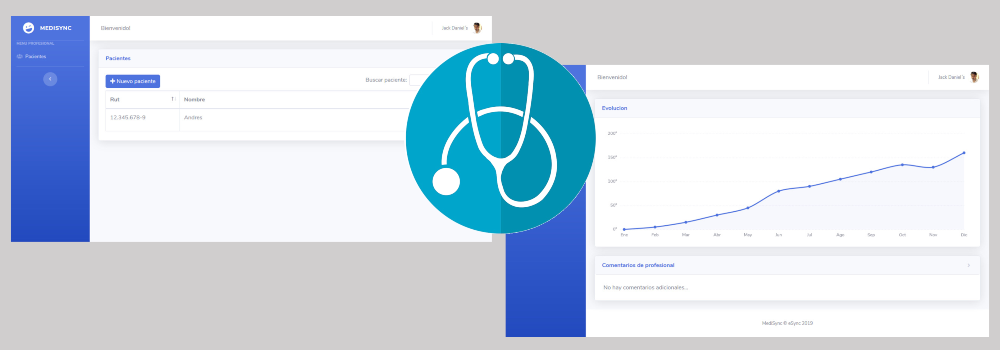 MEDISYNC
MENÚ PROFESIONAL
Pacientes
Bienvenido!
Jack Daniel's
Pacientes
Nuevo paciente
Buscar paciente:
Rut
Nombre
12.345.678-9
Andres
Bienvenido!
Jack Daniel's
Evolucion
200°
150°
100°
50°
0°
Ene Feb Mar Abr May Jun Jul Ago Sep Oct Nov Dic
Comentarios de profesional
No hay comentarios adicionales...
MediSync © aSync 2019